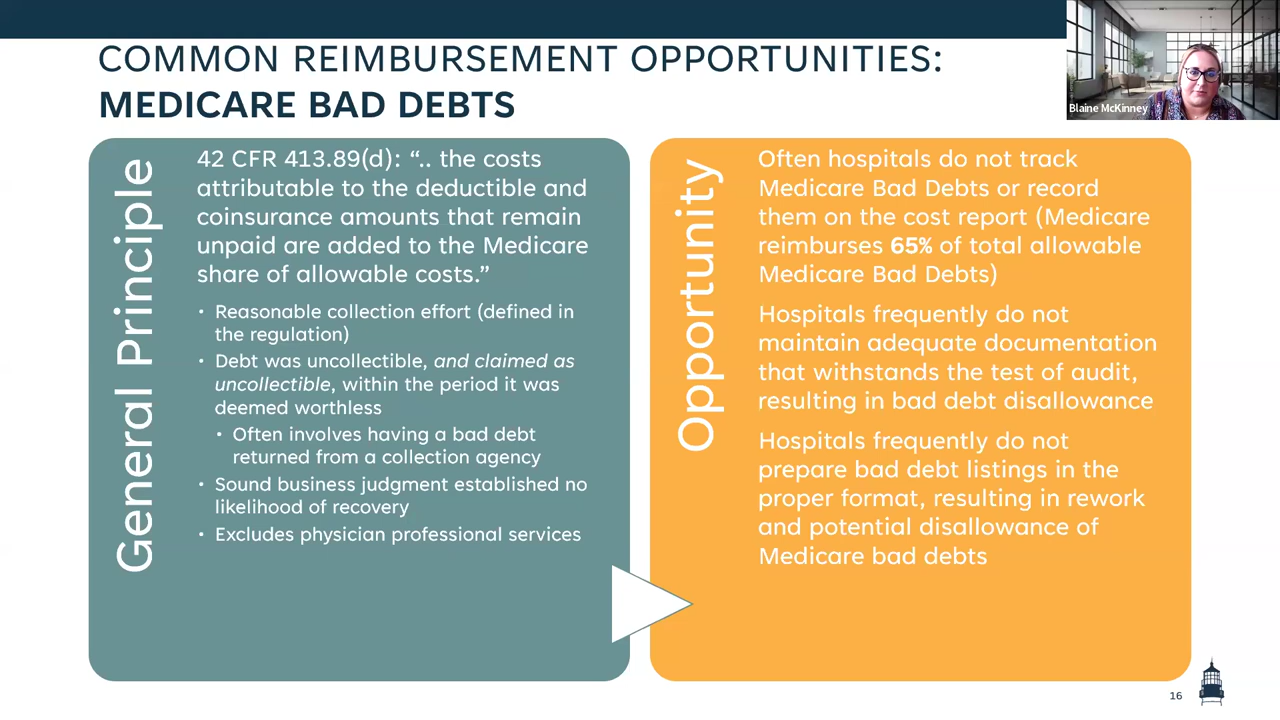 COMMON REIMBURSEMENT OPPORTUNITIES:
MEDICARE BAD DEBTS
Blaine McKinney
General Principle
42 CFR 413.89(d): “.. the costs
attributable to the deductible and
coinsurance amounts that remain
unpaid are added to the Medicare
share of allowable costs.”
• Reasonable collection effort (defined in
the regulation)
• Debt was uncollectible, and claimed as
uncollectible, within the period it was
deemed worthless
• Often involves having a bad debt
returned from a collection agency
• Sound business judgment established no
likelihood of recovery
• Excludes physician professional services
Opportunity
Often hospitals do not track
Medicare Bad Debts or record
them on the cost report (Medicare
reimburses 65% of total allowable
Medicare Bad Debts)
Hospitals frequently do not
maintain adequate documentation
that withstands the test of audit,
resulting in bad debt disallowance
Hospitals frequently do not
prepare bad debt listings in the
proper format, resulting in rework
and potential disallowance of
Medicare bad debts
16